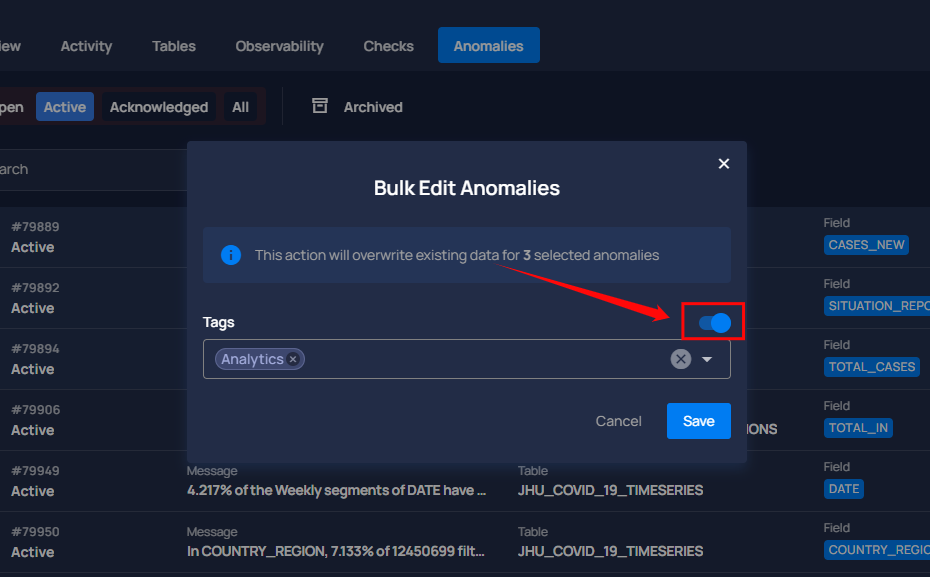 iew Activity Tables Observability Checks Anomalies
pen Active Acknowledged All Archived
arch
Bulk Edit Anomalies
This action will overwrite existing data for 3 selected anomalies
Tags
Analytics
Cancel Save
#79889
Active
Field
CASES_NEW
#79892
Active
Field
SITUATION_REPO
#79894
Active
Field
TOTAL_CASES
#79906
Active
IONS
Field
TOTAL_IN
#79949
Active
Message
4.217% of the Weekly segments of DATE have ...
Table
JHU_COVID_19_TIMESERIES
Field
DATE
#79950
Active
Message
In COUNTRY_REGION, 7.133% of 12450699 filt...
Table
JHU_COVID_19_TIMESERIES
Field
COUNTRY_REGIO